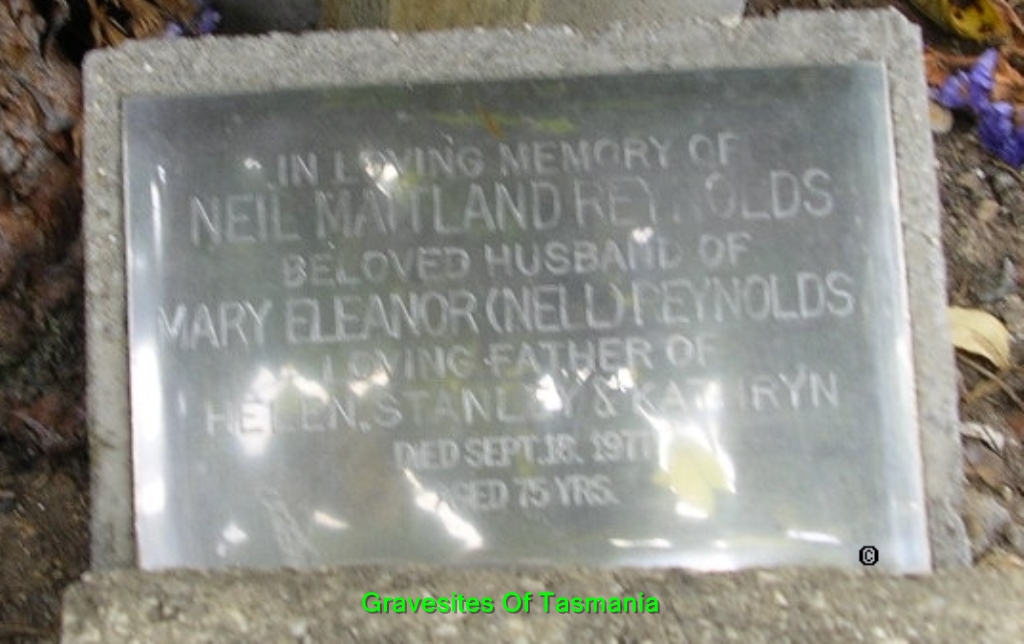 IN LOVING MEMORY OF
NEIL MAITLAND REYNOLDS
BELOVED HUSBAND OF
MARY ELEANOR (NELL) REYNOLDS
LOVING FATHER OF
HELEN, STANLEY & KATHRYN
DIED SEPT. 18. 1977
AGED 75 YRS.
©
Gravesites Of Tasmania